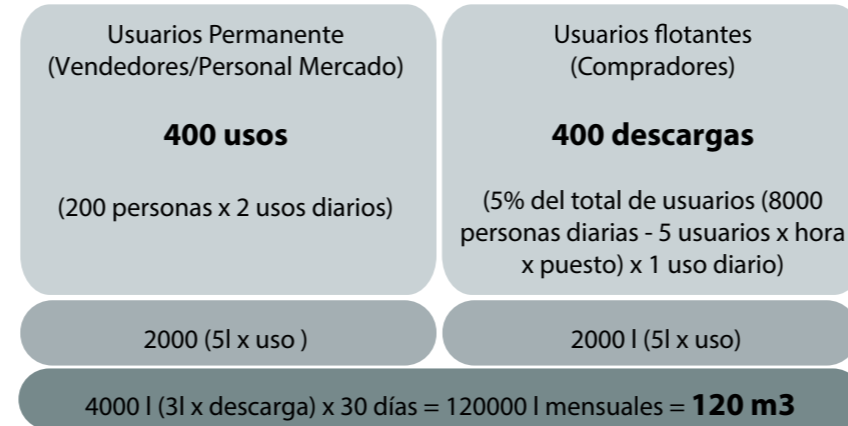 Usuarios Permanente
(Vendedores/Personal Mercado)
400 usos
(200 personas x 2 usos diarios)
Usuarios flotantes
(Compradores)
400 descargas
(5% del total de usuarios (8000
personas diarias - 5 usuarios x hora
x puesto) x 1 uso diario)
2000 (5l x uso )
2000 l (5l x uso)
4000 l (3l x descarga) x 30 días = 120000 l mensuales = 120 m3